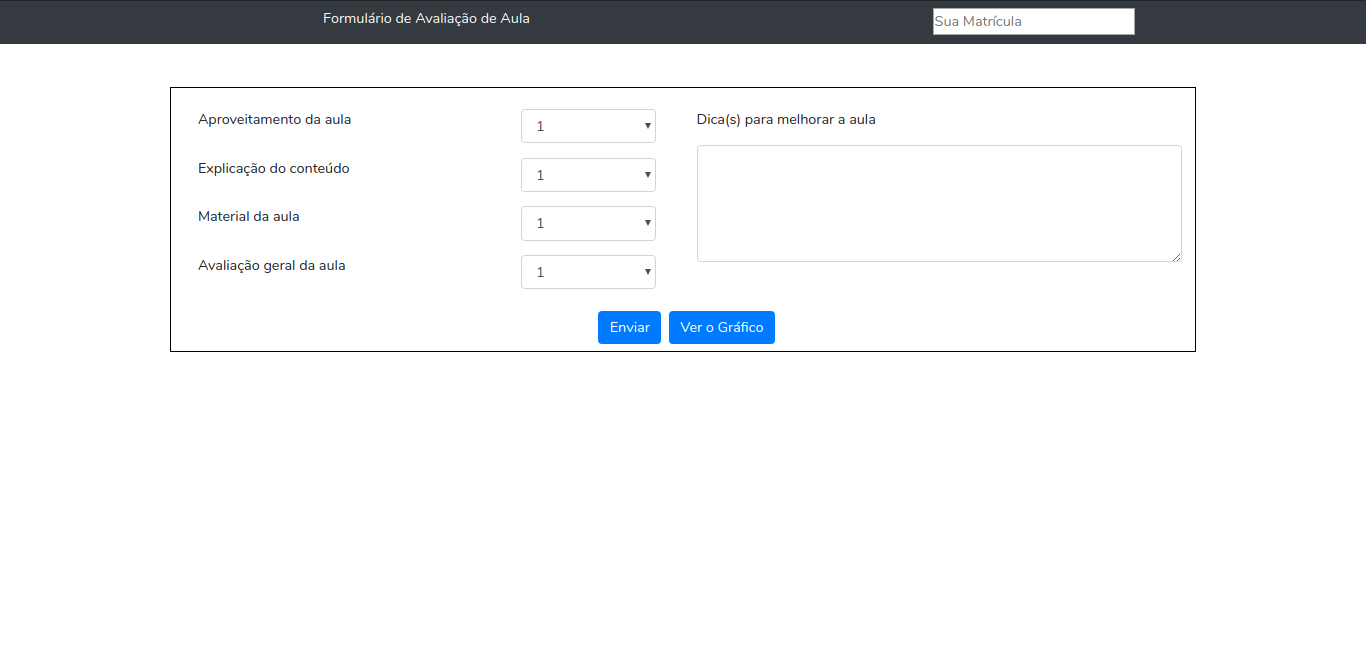 Formulário de Avaliação de Aula
Sua Matrícula
Aproveitamento da aula
1
Explicação do conteúdo
1
Material da aula
1
Avaliação geral da aula
1
Dica(s) para melhorar a aula
Enviar
Ver o Gráfico